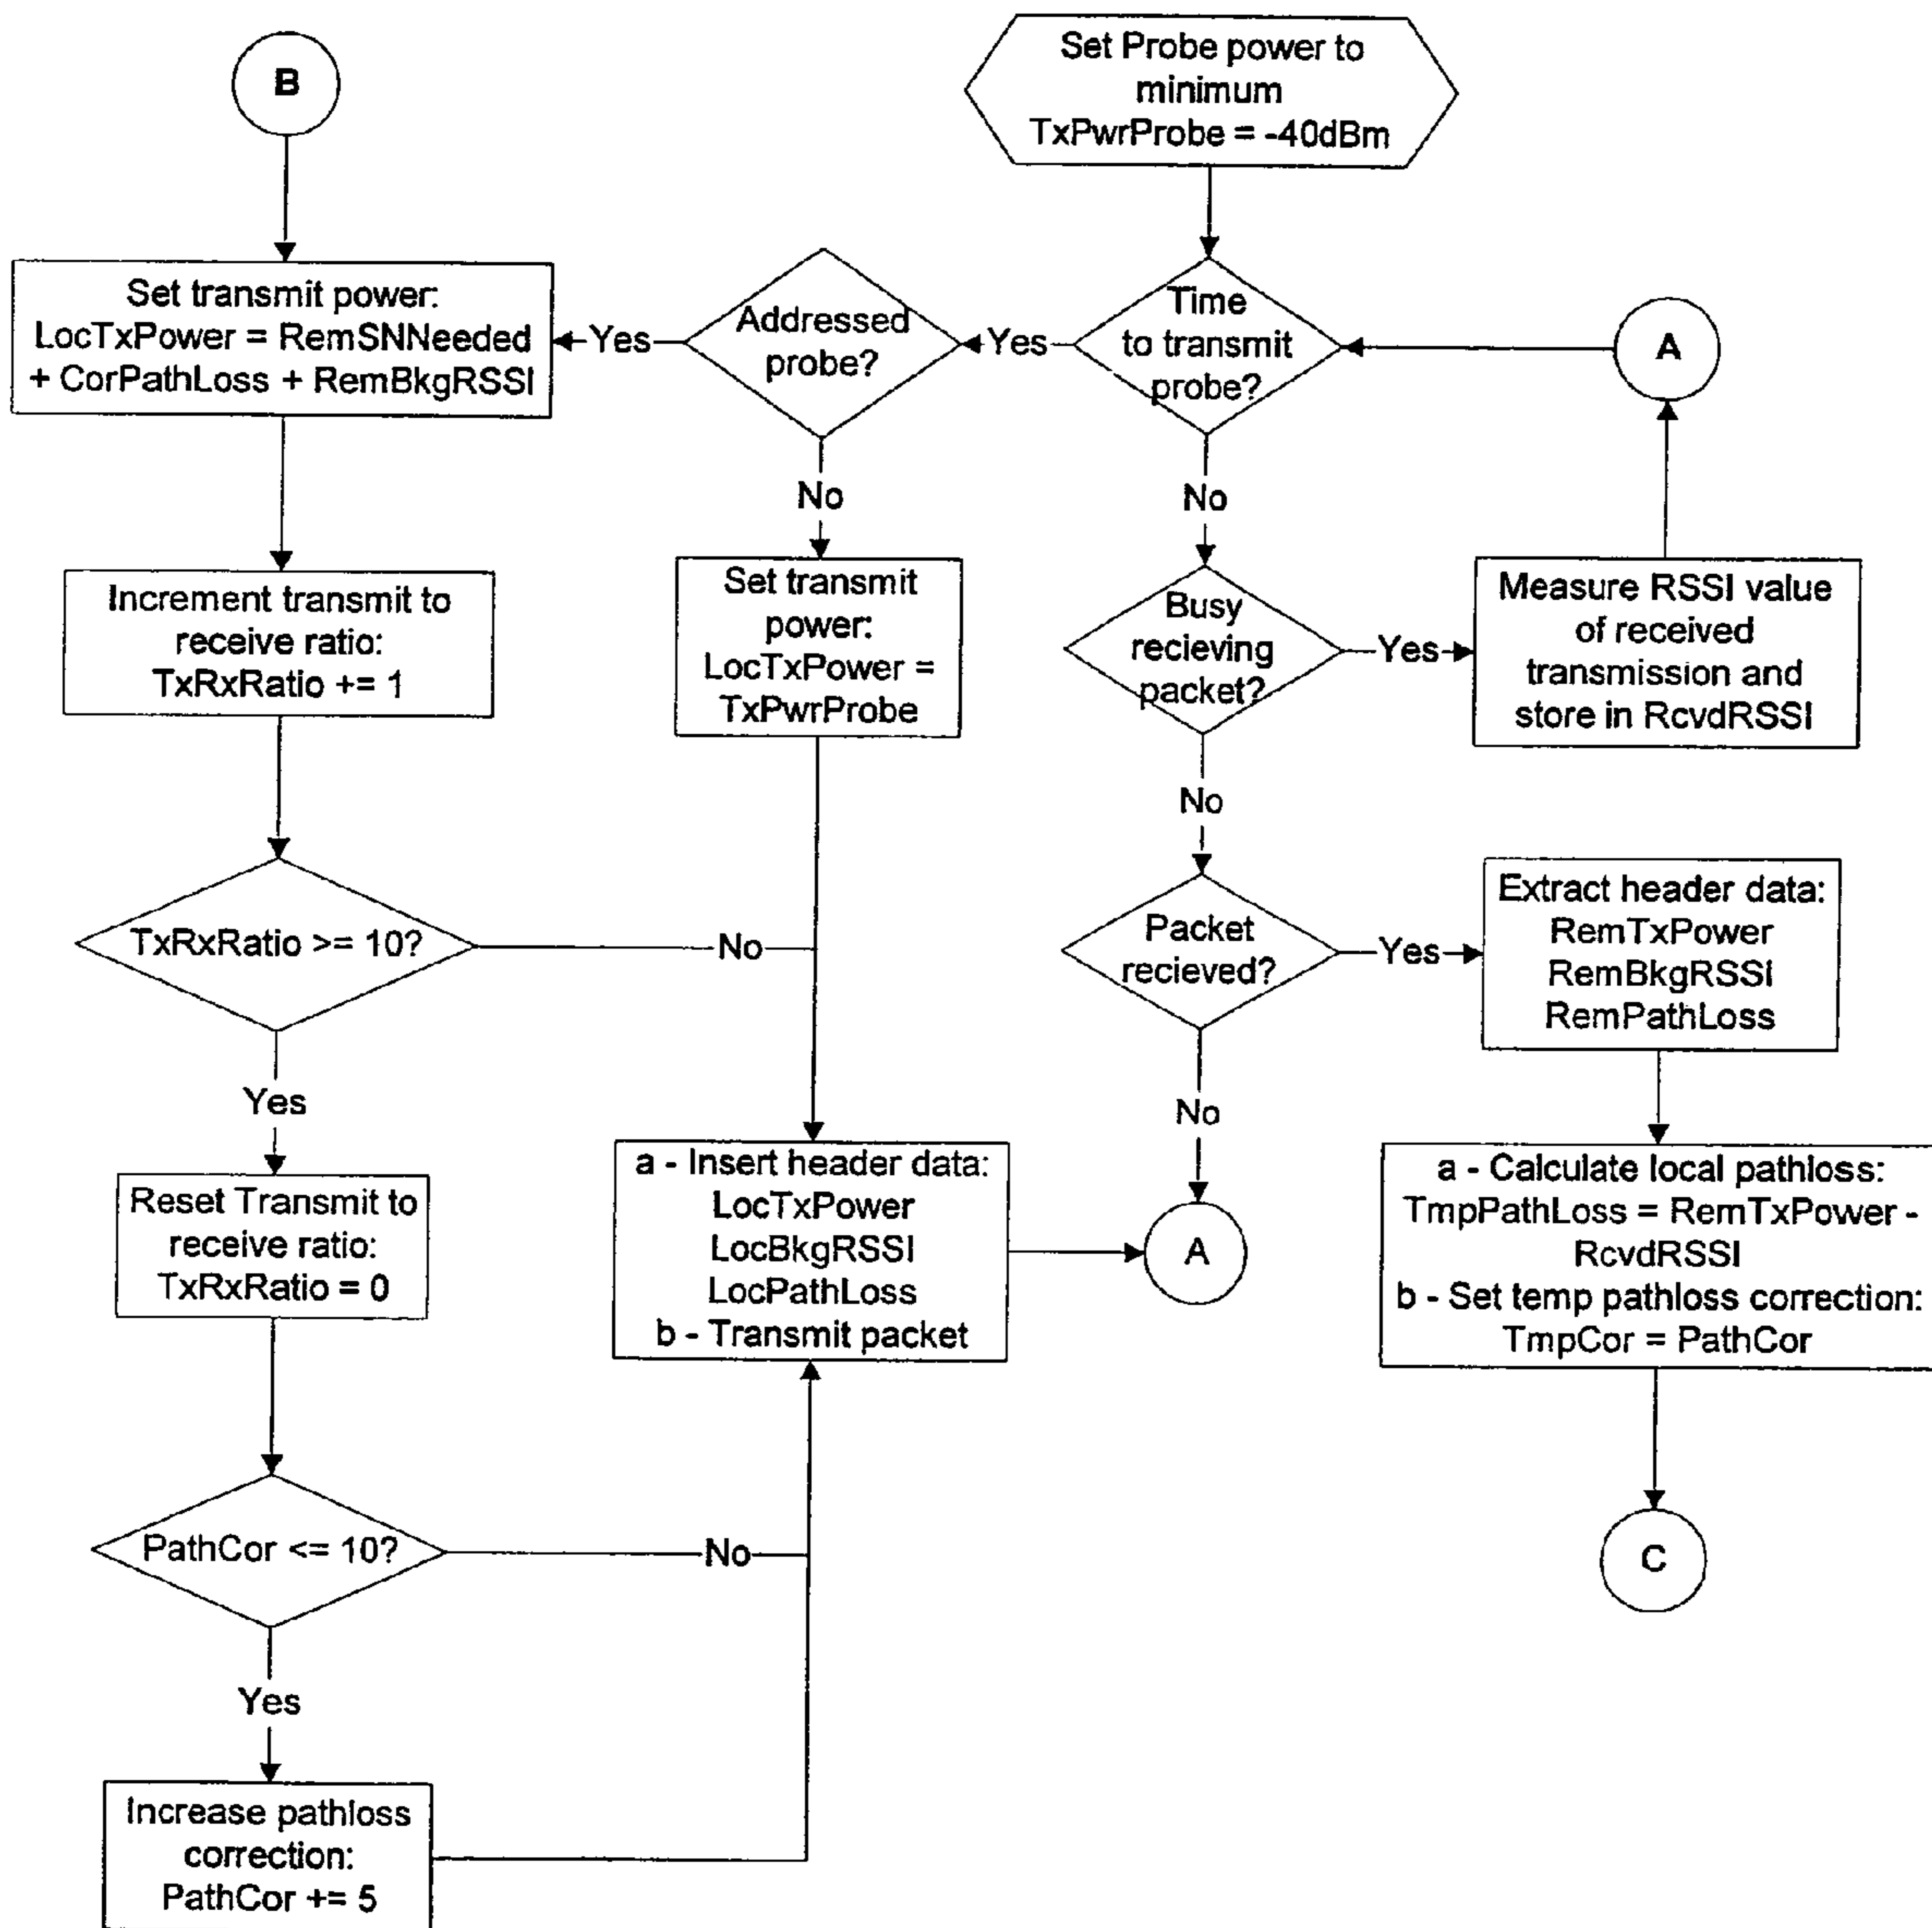 B
Set Probe power to
minimum
TxPwrProbe = -40dBm
Set transmit power:
LocTxPower = RemSNNeeded
+ CorPathLoss + RemBkgRSSI
Yes
Addressed
probe?
Yes
Time
to transmit
probe?
A
No
No
Increment transmit to
receive ratio:
TxRxRatio += 1
Set transmit
power:
LocTxPower =
TxPwrProbe
Busy
recieving
packet?
Yes
Measure RSSI value
of received
transmission and
store in RcvdRSSI
No
TxRxRatio >= 10?
No
Packet
recieved?
Yes
Extract header data:
RemTxPower
RemBkgRSSI
RemPathLoss
Yes
No
Reset Transmit to
receive ratio:
TxRxRatio = 0
a - Insert header data:
LocTxPower
LocBkgRSSI
LocPathLoss
b - Transmit packet
A
a - Calculate local pathloss:
TmpPathLoss = RemTxPower -
RcvdRSSI
b - Set temp pathloss correction:
TmpCor = PathCor
PathCor <= 10?
No
C
Yes
Increase pathloss
correction:
PathCor += 5